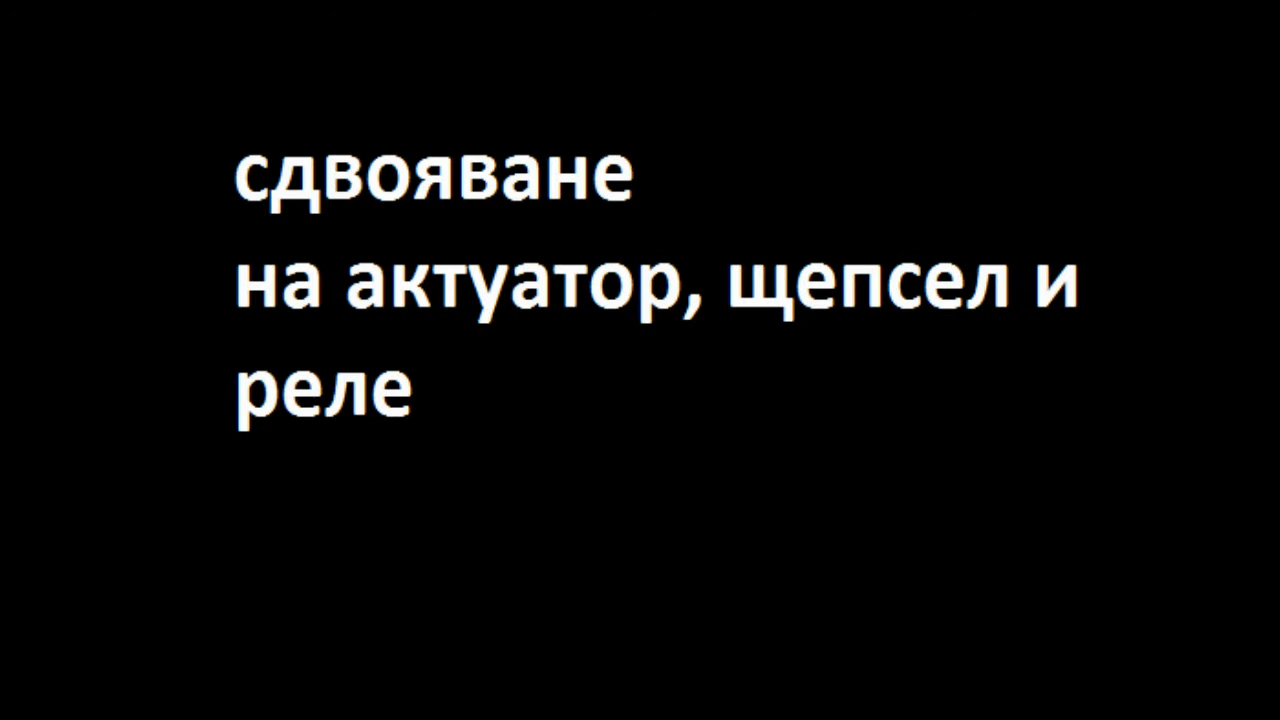 сдвояване
на актуатор, щепсел и
реле